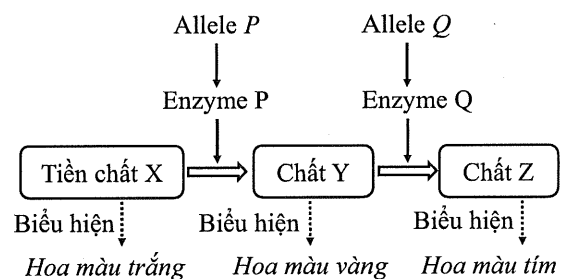 Allele P Allele Q
Enzyme P Enzyme Q
Tiền chất X Chất Y Chất Z
Biểu hiện Biểu hiện Biểu hiện
Hoa màu trắng Hoa màu vàng Hoa màu tím